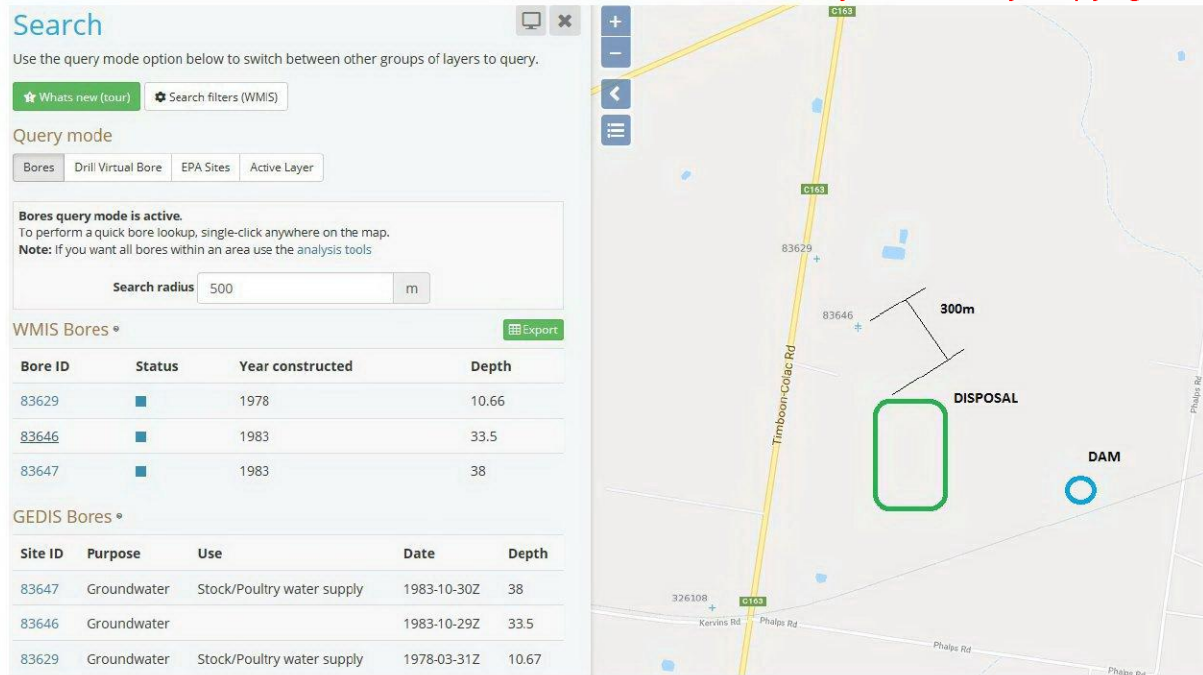 Search
Use the query mode option below to switch between other groups of layers to query.
Whats new (tour) Search filters (WMIS)
Query mode
Bores Drill Virtual Bore EPA Sites Active Layer
Bores query mode is active.
To perform a quick bore lookup, single-click anywhere on the map.
Note: If you want all bores within an area use the analysis tools
Search radius 500 m
WMIS Bores
Export
Bore ID Status Year constructed Depth
83629 1978 10.66
83646 1983 33.5
83647 1983 38
GEDIS Bores
Site ID Purpose Use Date Depth
83647 Groundwater Stock/Poultry water supply 1983-10-30Z 38
83646 Groundwater 1983-10-29Z 33.5
83629 Groundwater Stock/Poultry water supply 1978-03-31Z 10.67
C163
C163
83629
300m
83646
Timboon-Colac Rd
Phalps Rd
DISPOSAL
DAM
326108
C163
Kervins Rd
Phalps Rd
Phalps Rd
Phalps Rd